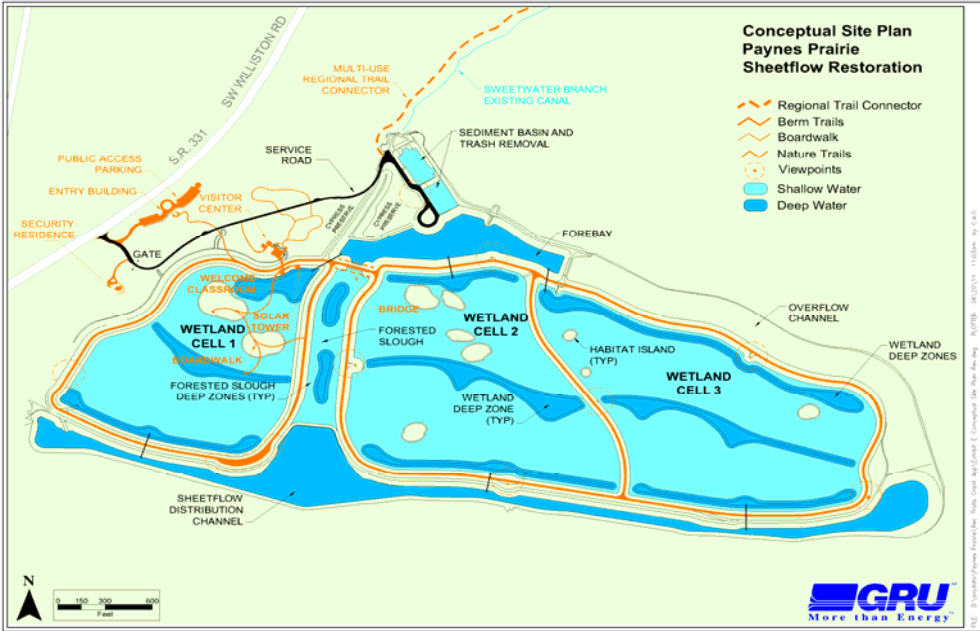 Conceptual Site Plan
Paynes Prairie
Sheetflow Restoration
Regional Trail Connector
Berm Trails
Boardwalk
Nature Trails
Viewpoints
Shallow Water
Deep Water
SW WILLISTON RD
S.R. 331
MULTI-USE
REGIONAL TRAIL
CONNECTOR
SWEETWATER BRANCH
EXISTING CANAL
SEDIMENT BASIN AND
TRASH REMOVAL
SERVICE
ROAD
PUBLIC ACCESS
PARKING
ENTRY BUILDING
VISITOR
CENTER
SECURITY
RESIDENCE
GATE
CYPRESS
PRESERVE
CYPRESS
PRESERVE
FOREBAY
WELCOME
CLASSROOM
SOLAR
TOWER
BRIDGE
WETLAND
CELL 1
BOARDWALK
FORESTED
SLOUGH
FORESTED SLOUGH
DEEP ZONES (TYP)
WETLAND
CELL 2
HABITAT ISLAND
(TYP)
WETLAND
CELL 3
OVERFLOW
CHANNEL
WETLAND
DEEP ZONES
WETLAND
DEEP ZONE
(TYP)
SHEETFLOW
DISTRIBUTION
CHANNEL
N
0 150 300 600
Feet
GRU
More than Energy